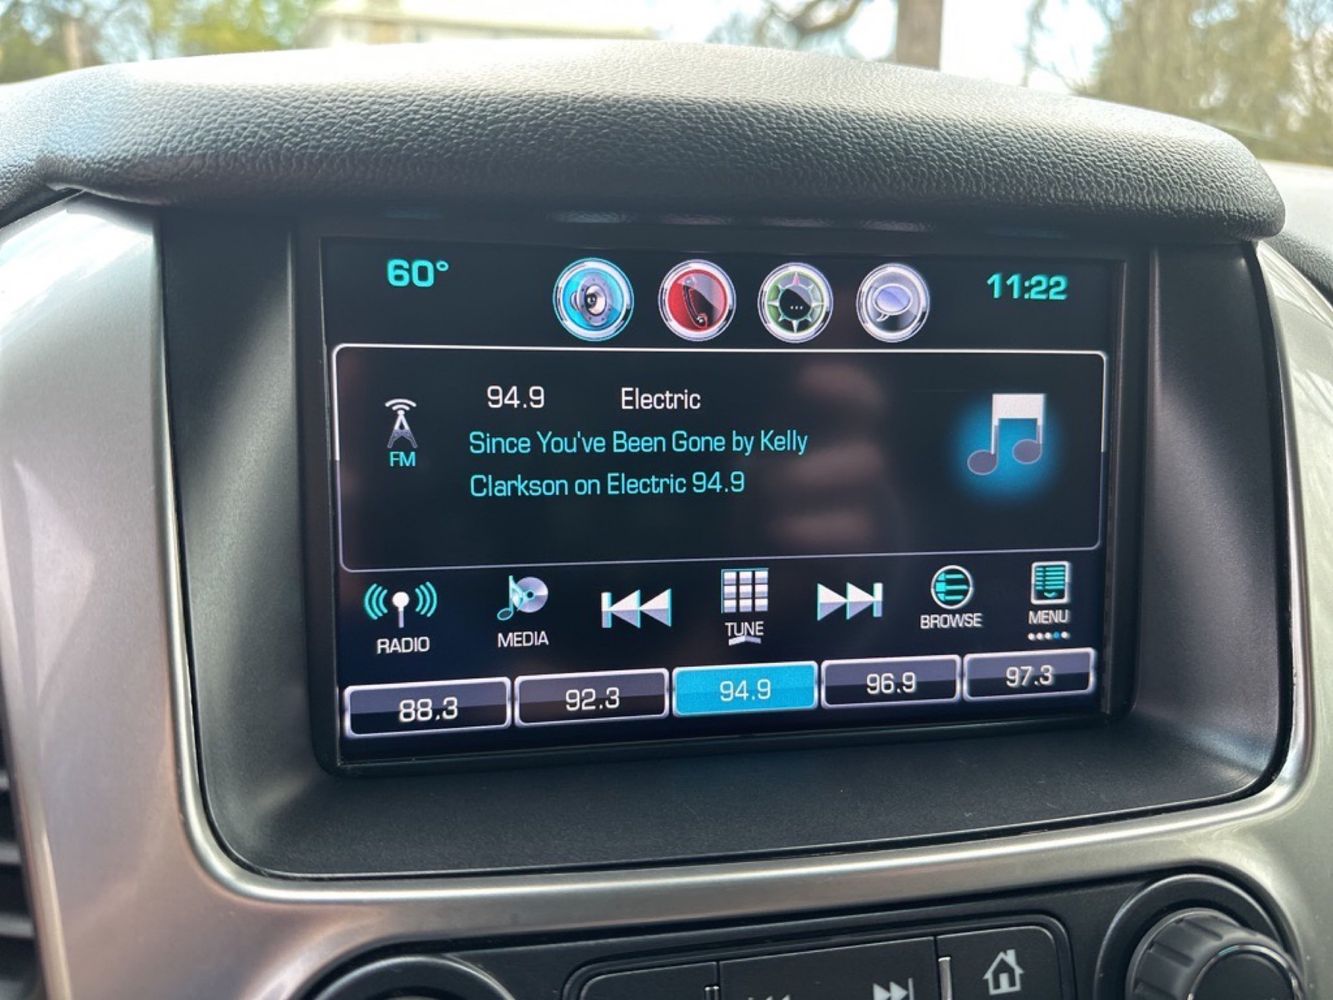 60° 11:22
94.9 Electric
FM
Since You've Been Gone by Kelly
Clarkson on Electric 94.9
RADIO MEDIA TUNE BROWSE MENU
88.3 92.3 94.9 96.9 97.3